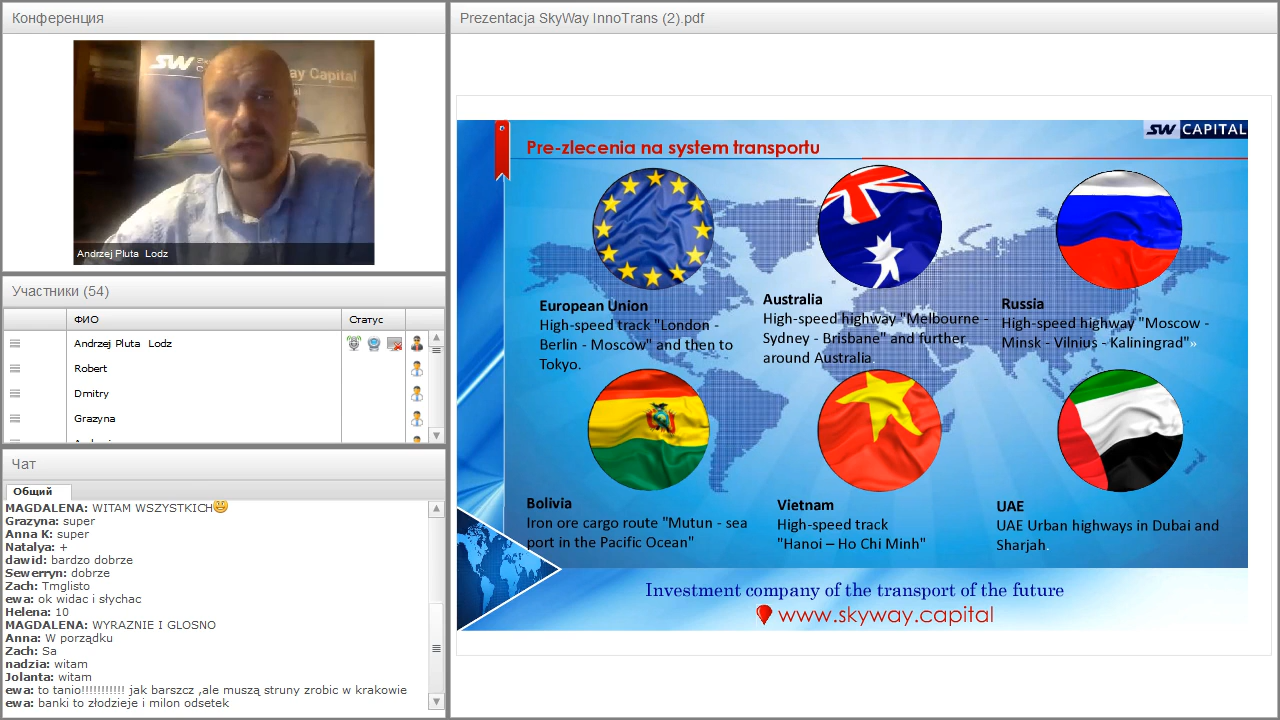 Конференция
SW
way Capital
Andrzej Pluta Lodz
Участники (54)
ФИО
Статус
Andrzej Pluta Lodz
Robert
Dmitry
Grazyna
Чат
Общий
MAGDALENA: WITAM WSZYSTKICH
Grazyna: super
Anna K: super
Natalya: +
dawid: bardzo dobrze
Sewerryn: dobrze
Zach: Tmglisto
ewa: ok widac i słychac
Helena: 10
MAGDALENA: WYRAZNIE I GLOSNO
Anna: W porządku
Zach: Sa
nadzia: witam
Jolanta: witam
ewa: to tanio!!!!!!!!!!! jak barszcz ,ale muszą struny zrobic w krakowie
ewa: banki to złodzieje i milon odsetek
Prezentacja SkyWay InnoTrans (2).pdf
SW CAPITAL
Pre-zlecenia na system transportu
European Union
High-speed track "London -
Berlin - Moscow" and then to
Tokyo.
Australia
High-speed highway "Melbourne -
Sydney - Brisbane" and further
around Australia
Russia
High-speed highway "Moscow -
Minsk - Vilnius - Kaliningrad"»
Bolivia
Iron ore cargo route "Mutun - sea
port in the Pacific Ocean"
Vietnam
High-speed track
"Hanoi – Ho Chi Minh"
UAE
UAE Urban highways in Dubai and
Sharjah.
Investment company of the transport of the future
www.skyway.capital